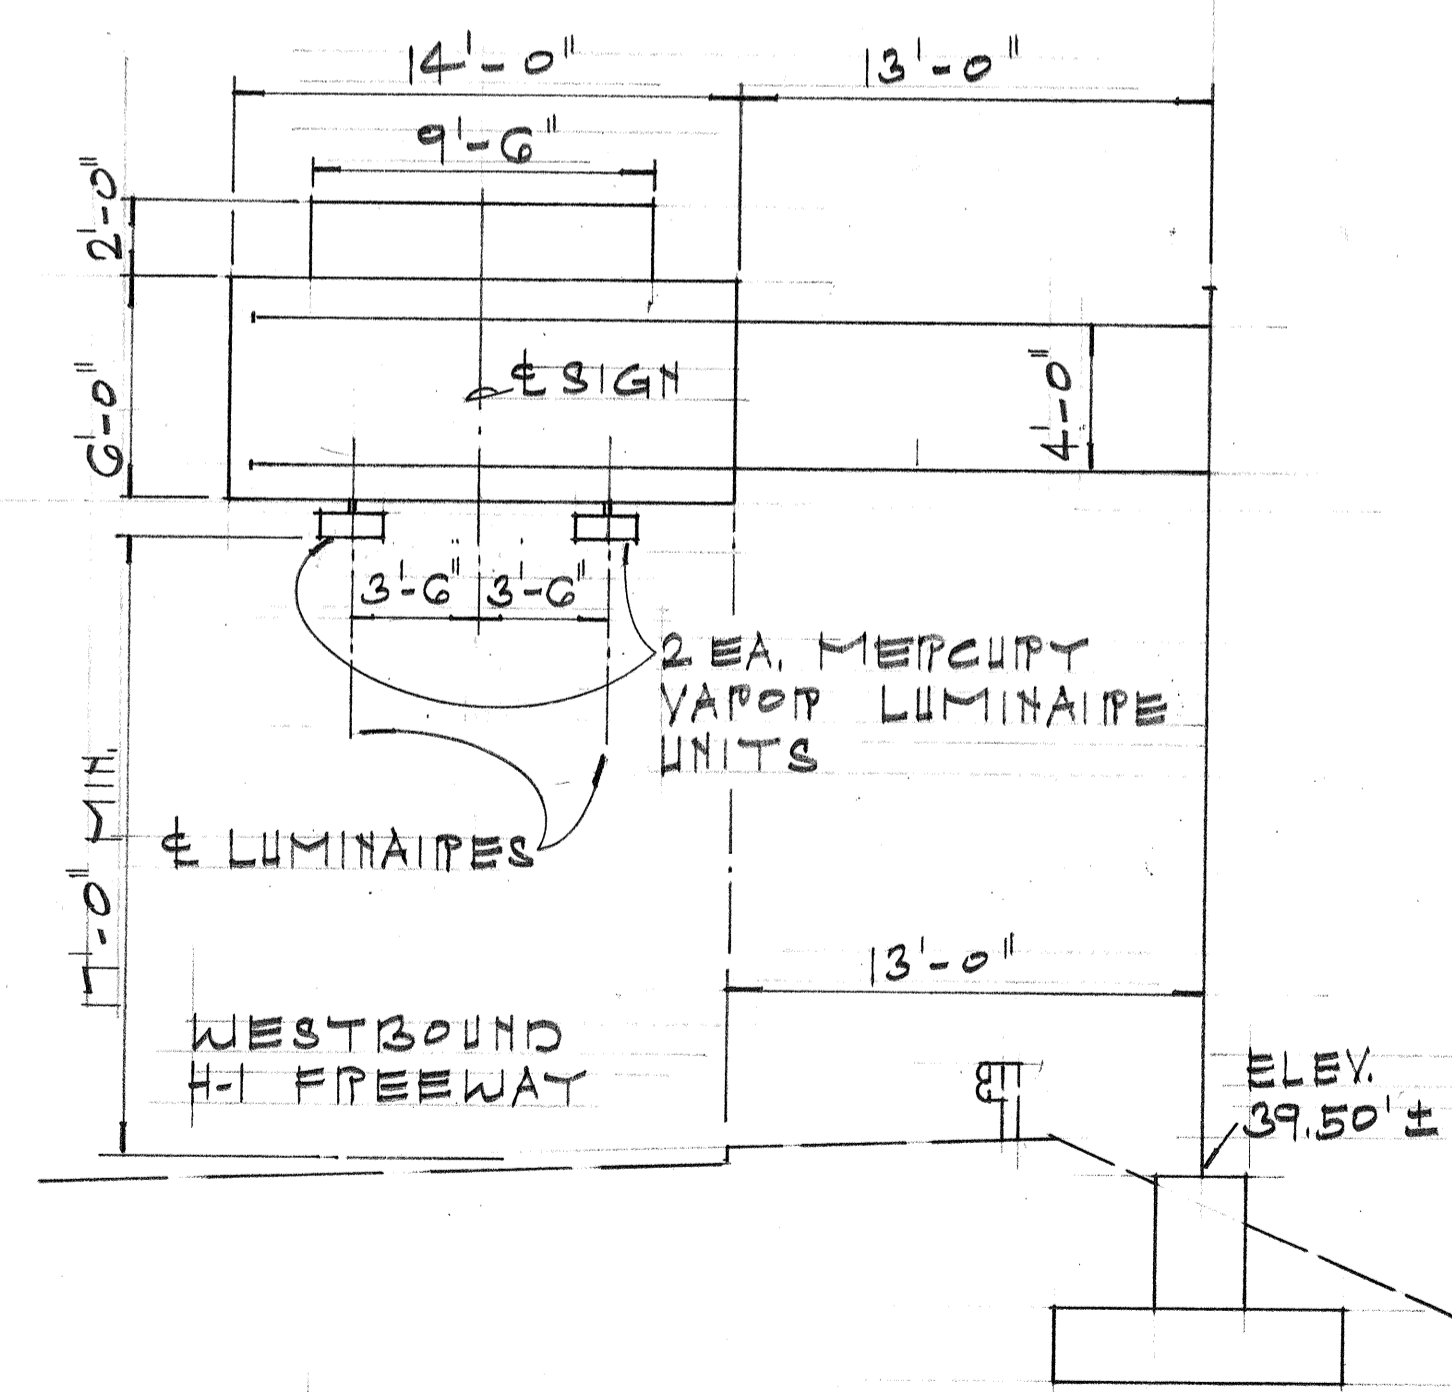 14'-0"
13'-0"
9'-6"
2'-0"
6'-0"
℄ SIGN
4'-0"
3'-6"
3'-6"
2 EA. MERCURY
VAPOR LUMINAIRE
UNITS
17'-0" MIN.
℄ LUMINAIRES
13'-0"
WESTBOUND
H-1 FREEWAY
ELEV.
39.50' ±